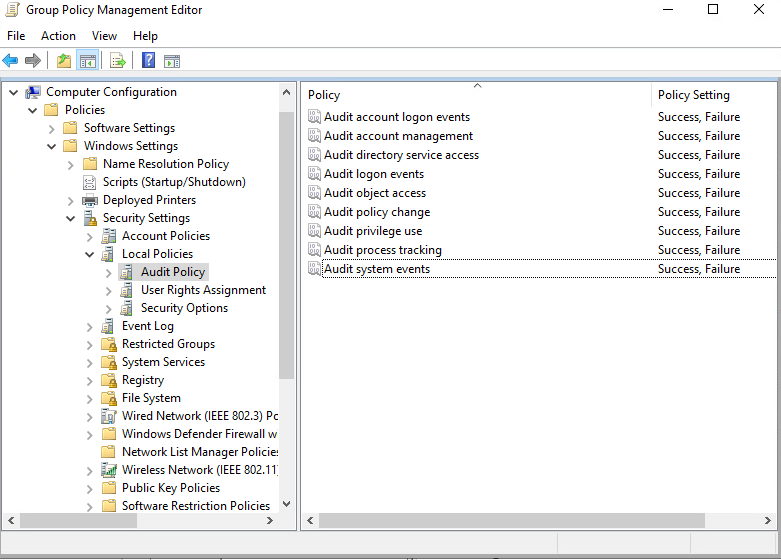 Group Policy Management Editor
File Action View Help
Computer Configuration
Policies
Software Settings
Windows Settings
Name Resolution Policy
Scripts (Startup/Shutdown)
Deployed Printers
Security Settings
Account Policies
Local Policies
Audit Policy
User Rights Assignment
Security Options
Event Log
Restricted Groups
System Services
Registry
File System
Wired Network (IEEE 802.3) Pc
Windows Defender Firewall w
Network List Manager Policies
Wireless Network (IEEE 802.11)
Public Key Policies
Software Restriction Policies
Policy Policy Setting
Audit account logon events Success, Failure
Audit account management Success, Failure
Audit directory service access Success, Failure
Audit logon events Success, Failure
Audit object access Success, Failure
Audit policy change Success, Failure
Audit privilege use Success, Failure
Audit process tracking Success, Failure
Audit system events Success, Failure